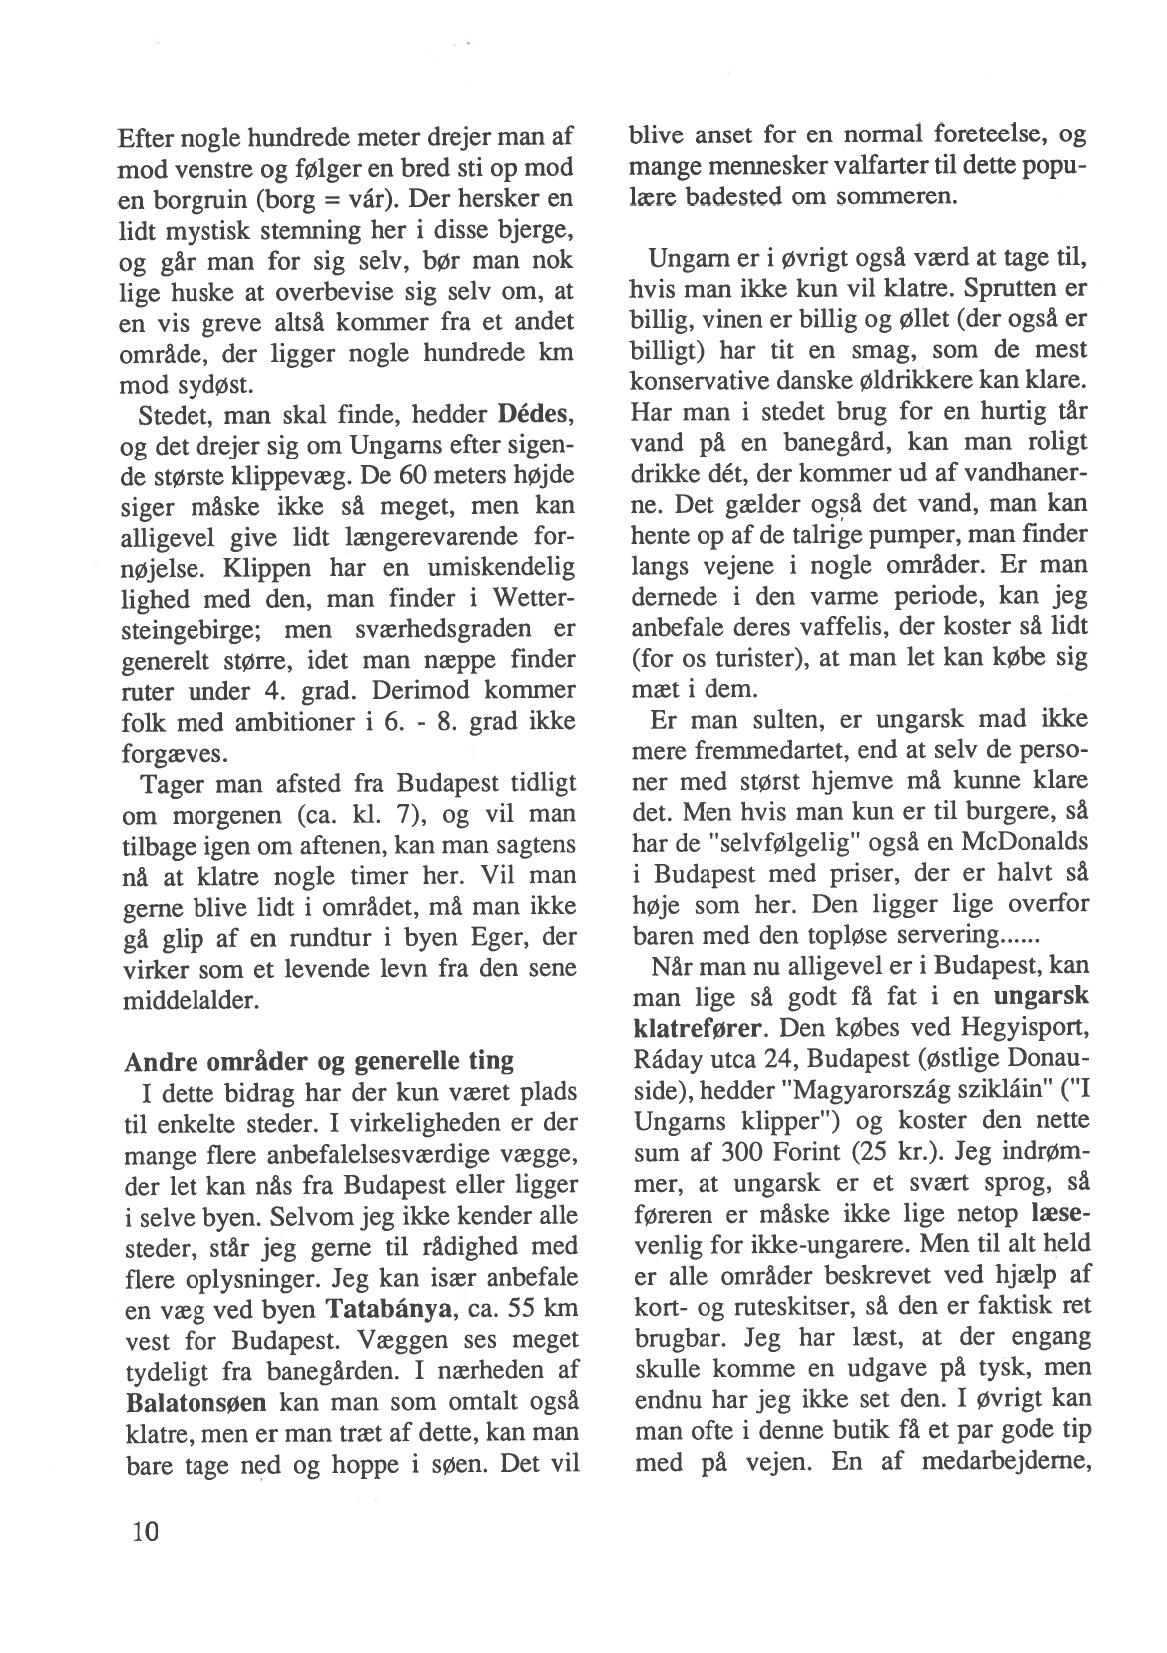 Efter nogle hundrede meter drejer man af
mod venstre og følger en bred sti op mod
en borgruin (borg = vár). Der hersker en
lidt mystisk stemning her i disse bjerge,
og går man for sig selv, bør man nok
lige huske at overbevise sig selv om, at
en vis greve altså kommer fra et andet
område, der ligger nogle hundrede km
mod sydøst.
Stedet, man skal finde, hedder Dédes,
og det drejer sig om Ungarns efter sigen-
de største klippevæg. De 60 meters højde
siger måske ikke så meget, men kan
alligevel give lidt længerevarende for-
nøjelse. Klippen har en umiskendelig
lighed med den, man finder i Wetter-
steingebirge; men sværhedsgraden er
generelt større, idet man næppe finder
ruter under 4. grad. Derimod kommer
folk med ambitioner i 6. - 8. grad ikke
forgæves.
Tager man afsted fra Budapest tidligt
om morgenen (ca. kl. 7), og vil man
tilbage igen om aftenen, kan man sagtens
nå at klatre nogle timer her. Vil man
gerne blive lidt i området, må man ikke
gå glip af en rundtur i byen Eger, der
virker som et levende levn fra den sene
middelalder.
Andre områder og generelle ting
I dette bidrag har der kun været plads
til enkelte steder. I virkeligheden er der
mange flere anbefalelsesværdige vægge,
der let kan nås fra Budapest eller ligger
i selve byen. Selvom jeg ikke kender alle
steder, står jeg gerne til rådighed med
flere oplysninger. Jeg kan især anbefale
en væg ved byen Tatabánya, ca. 55 km
vest for Budapest. Væggen ses meget
tydeligt fra banegården. I nærheden af
Balatonsøen kan man som omtalt også
klatre, men er man træt af dette, kan man
bare tage ned og hoppe i søen. Det vil
10
blive anset for en normal foreteelse, og
mange mennesker valfarter til dette popu-
lære badested om sommeren.
Ungarn er i øvrigt også værd at tage til,
hvis man ikke kun vil klatre. Sprutten er
billig, vinen er billig og øllet (der også er
billigt) har tit en smag, som de mest
konservative danske øldrikkere kan klare.
Har man i stedet brug for en hurtig tår
vand på en banegård, kan man roligt
drikke dét, der kommer ud af vandhaner-
ne. Det gælder også det vand, man kan
hente op af de talrige pumper, man finder
langs vejene i nogle områder. Er man
dernede i den varme periode, kan jeg
anbefale deres vaffelis, der koster så lidt
(for os turister), at man let kan købe sig
mæt i dem.
Er man sulten, er ungarsk mad ikke
mere fremmedartet, end at selv de perso-
ner med størst hjemve må kunne klare
det. Men hvis man kun er til burgere, så
har de "selvfølgelig" også en McDonalds
i Budapest med priser, der er halvt så
høje som her. Den ligger lige overfor
baren med den topløse servering......
Når man nu alligevel er i Budapest, kan
man lige så godt få fat i en ungarsk
klatrefører. Den købes ved Hegyisport,
Ráday utca 24, Budapest (østlige Donau-
side), hedder "Magyarország szikláin" ("I
Ungarns klipper") og koster den nette
sum af 300 Forint (25 kr.). Jeg indrøm-
mer, at ungarsk er et svært sprog, så
føreren er måske ikke lige netop læse-
venlig for ikke-ungarere. Men til alt held
er alle områder beskrevet ved hjælp af
kort- og ruteskitser, så den er faktisk ret
brugbar. Jeg har læst, at der engang
skulle komme en udgave på tysk, men
endnu har jeg ikke set den. I øvrigt kan
man ofte i denne butik få et par gode tip
med på vejen. En af medarbejderne,